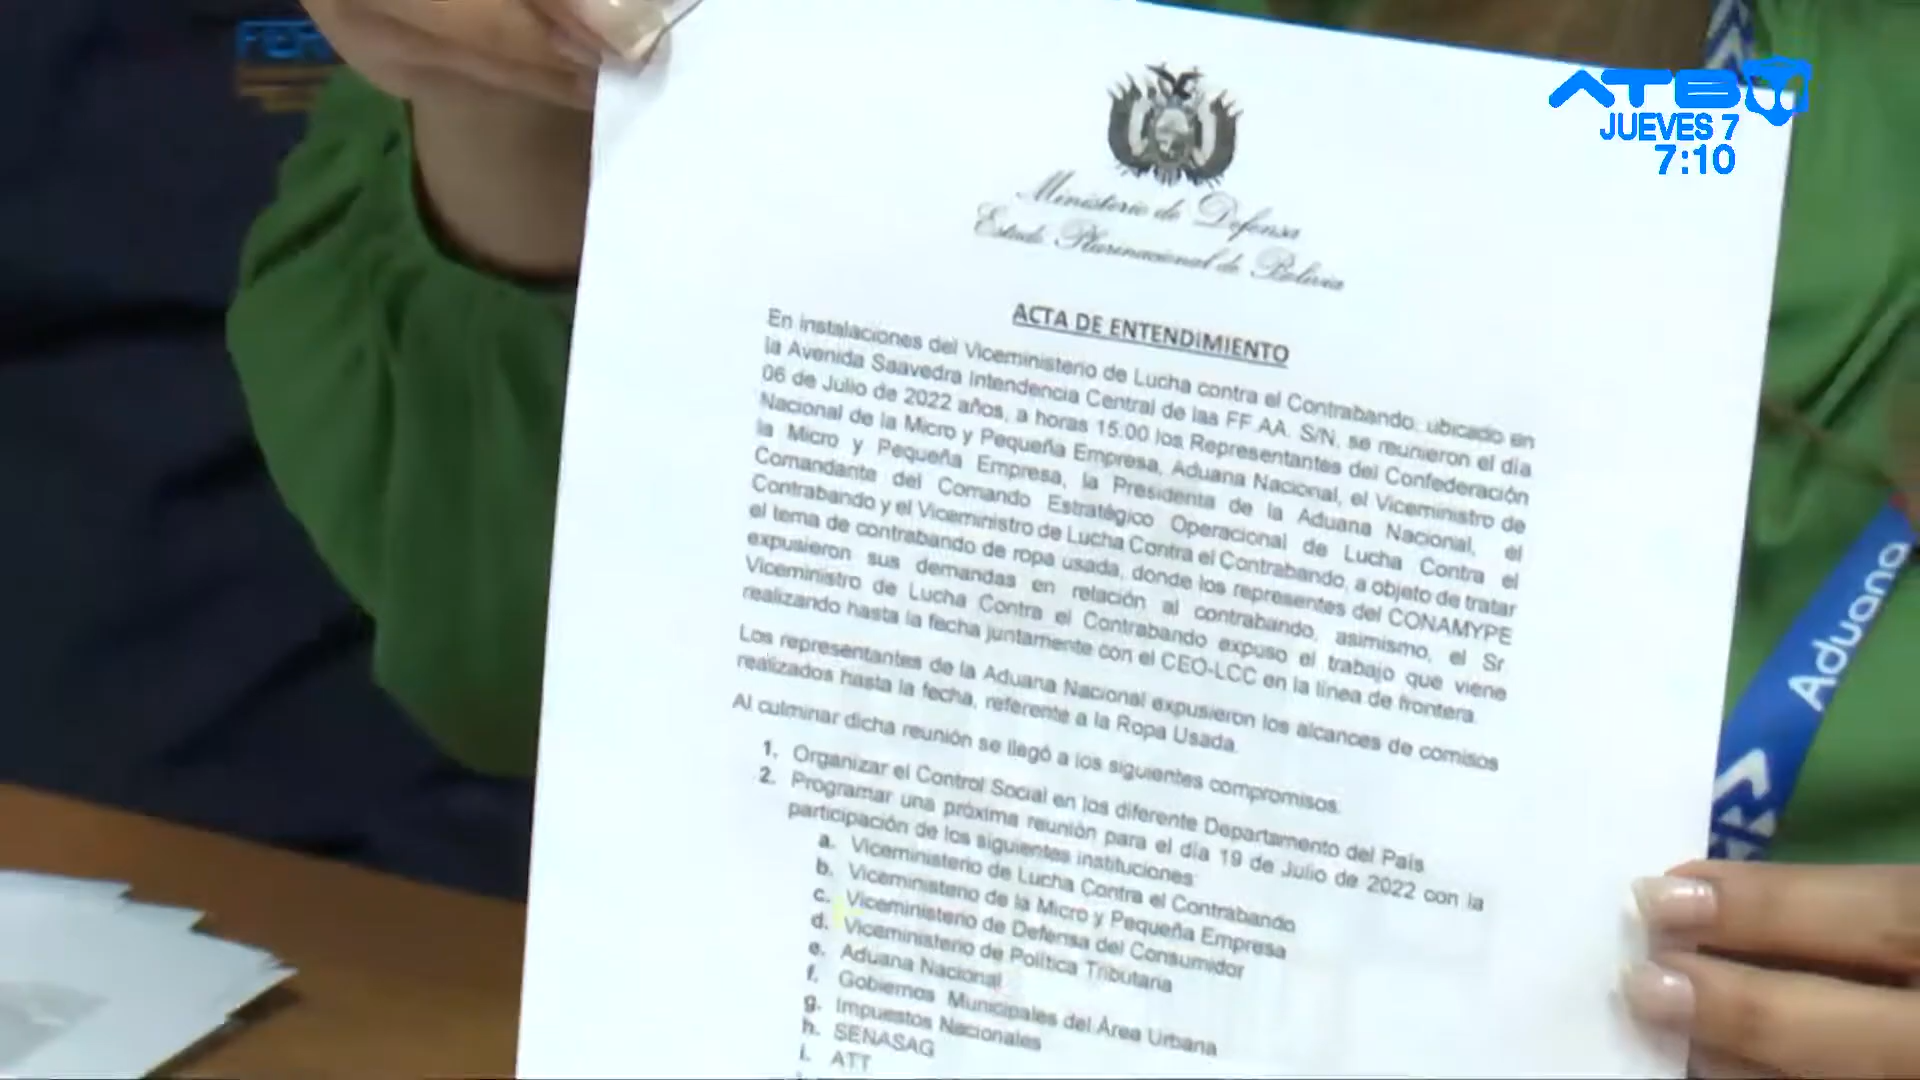 FER
ATB
JUEVES 7
7:10
Ministerio de Defensa
Estado Plurinacional de Bolivia
ACTA DE ENTENDIMIENTO
En instalaciones del Viceministerio de Lucha contra el Contrabando, ubicado en
la Avenida Saavedra Intendencia Central de las FF.AA. S/N, se reunieron el día
06 de Julio de 2022 años, a horas 15:00 los Representantes del Confederación
Nacional de la Micro y Pequeña Empresa, Aduana Nacional, el Viceministro de
la Micro y Pequeña Empresa, la Presidenta de la Aduana Nacional, el
Comandante del Comando Estratégico Operacional de Lucha Contra el
Contrabando y el Viceministro de Lucha Contra el Contrabando, a objeto de tratar
el tema de contrabando de ropa usada, donde los representes del CONAMYPE
expusieron sus demandas en relación al contrabando, asimismo, el Sr.
Viceministro de Lucha Contra el Contrabando expuso el trabajo que viene
realizando hasta la fecha juntamente con el CEO-LCC en la línea de frontera.
Los representantes de la Aduana Nacional expusieron los alcances de comisos
realizados hasta la fecha, referente a la Ropa Usada.
Al culminar dicha reunión se llegó a los siguientes compromisos:
1. Organizar el Control Social en los diferente Departamento del País
2. Programar una próxima reunión para el día 19 de Julio de 2022 con la
participación de los siguientes instituciones:
a. Viceministerio de Lucha Contra el Contrabando
b. Viceministerio de la Micro y Pequeña Empresa
c. Viceministerio de Defensa del Consumidor
d. Viceministerio de Política Tributaria
e. Aduana Nacional
f. Gobiernos Municipales del Área Urbana
g. Impuestos Nacionales
h. SENASAG
i. ATT
Aduana